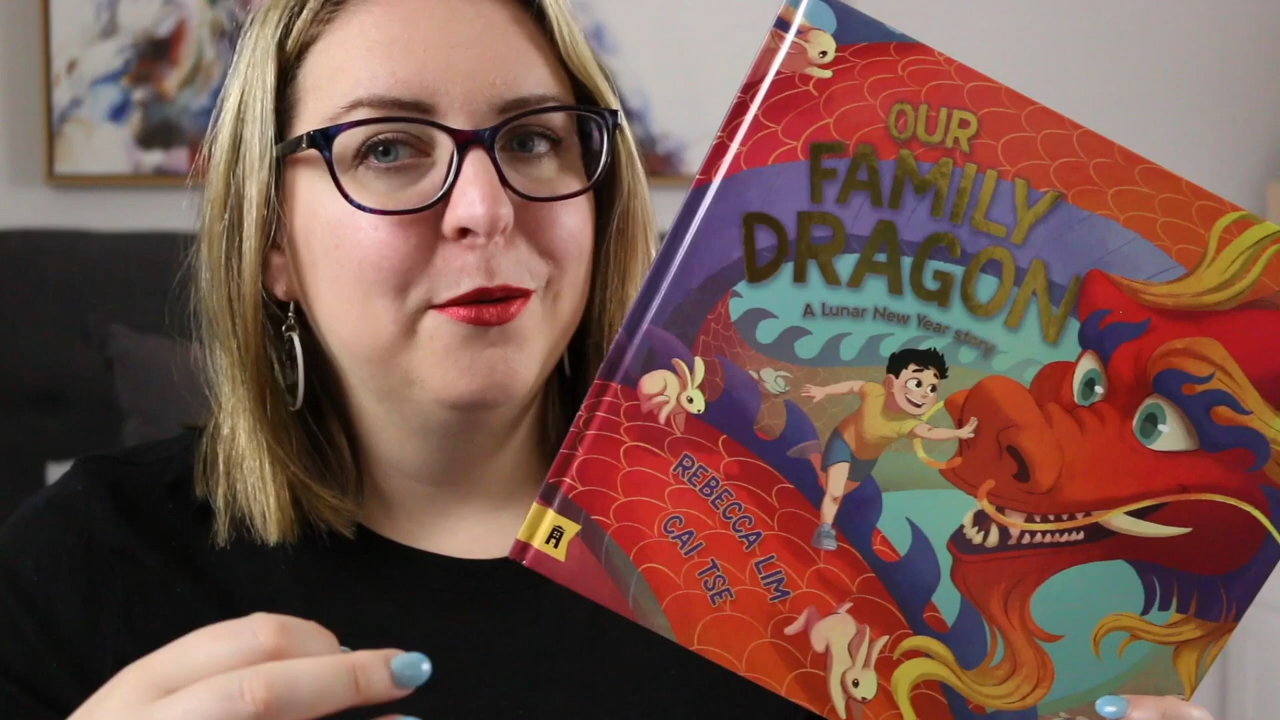 OUR
FAMILY
DRAGON
A Lunar New Year story
REBECCA LIM
CAI TSE